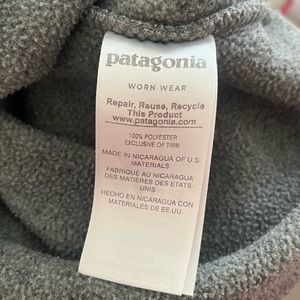 patagonia
WORN WEAR
Repair, Reuse, Recycle
This Product
www.patagonia.com
100% POLYESTER
EXCLUSIVE OF TRIM
MADE IN NICARAGUA OF U.S.
MATERIALS
FABRIQUÉ AU NICARAGUA
DES MATIÈRES DES ETATS-
UNIS
HECHO EN NICARAGUA CON
MATERIALES DE EE.UU.